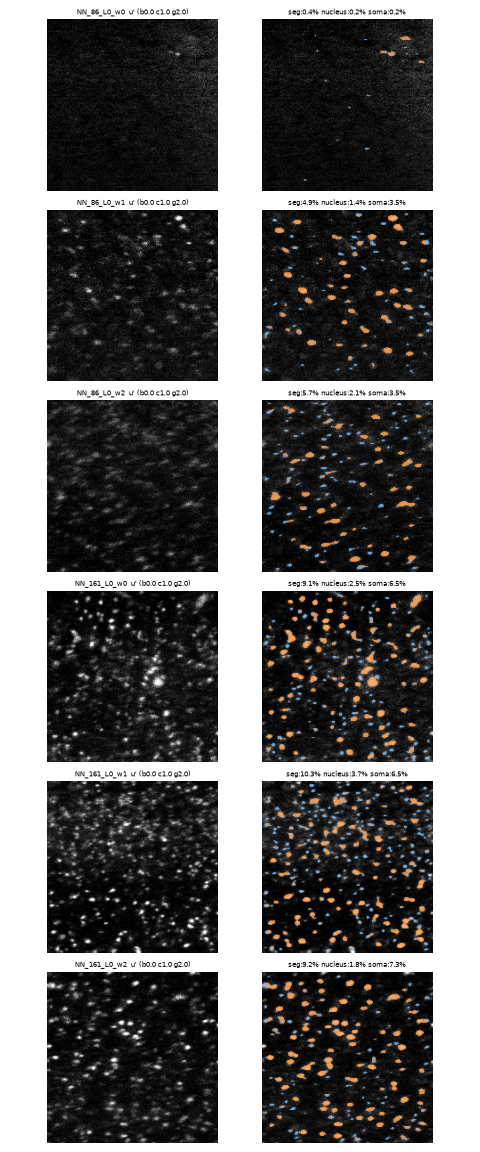 NN_86_L0_w0 u' (b0.0 c1.0 g2.0)
seg:0.4% nucleus:0.2% soma:0.2%
NN_86_L0_w1 u' (b0.0 c1.0 g2.0)
seg:4.9% nucleus:1.4% soma:3.5%
NN_86_L0_w2 u' (b0.0 c1.0 g2.0)
seg:5.7% nucleus:2.1% soma:3.5%
NN_161_L0_w0 u' (b0.0 c1.0 g2.0)
seg:9.1% nucleus:2.5% soma:6.5%
NN_161_L0_w1 u' (b0.0 c1.0 g2.0)
seg:10.3% nucleus:3.7% soma:6.5%
NN_161_L0_w2 u' (b0.0 c1.0 g2.0)
seg:9.2% nucleus:1.8% soma:7.3%